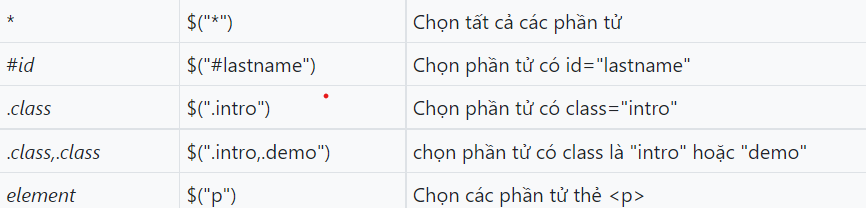 * $("*") Chọn tất cả các phần tử
#id $("#lastname") Chọn phần tử có id="lastname"
.class $(".intro") Chọn phần tử có class="intro"
.class,.class $(".intro,.demo") chọn phần tử có class là "intro" hoặc "demo"
element $("p") Chọn các phần tử thẻ <p>